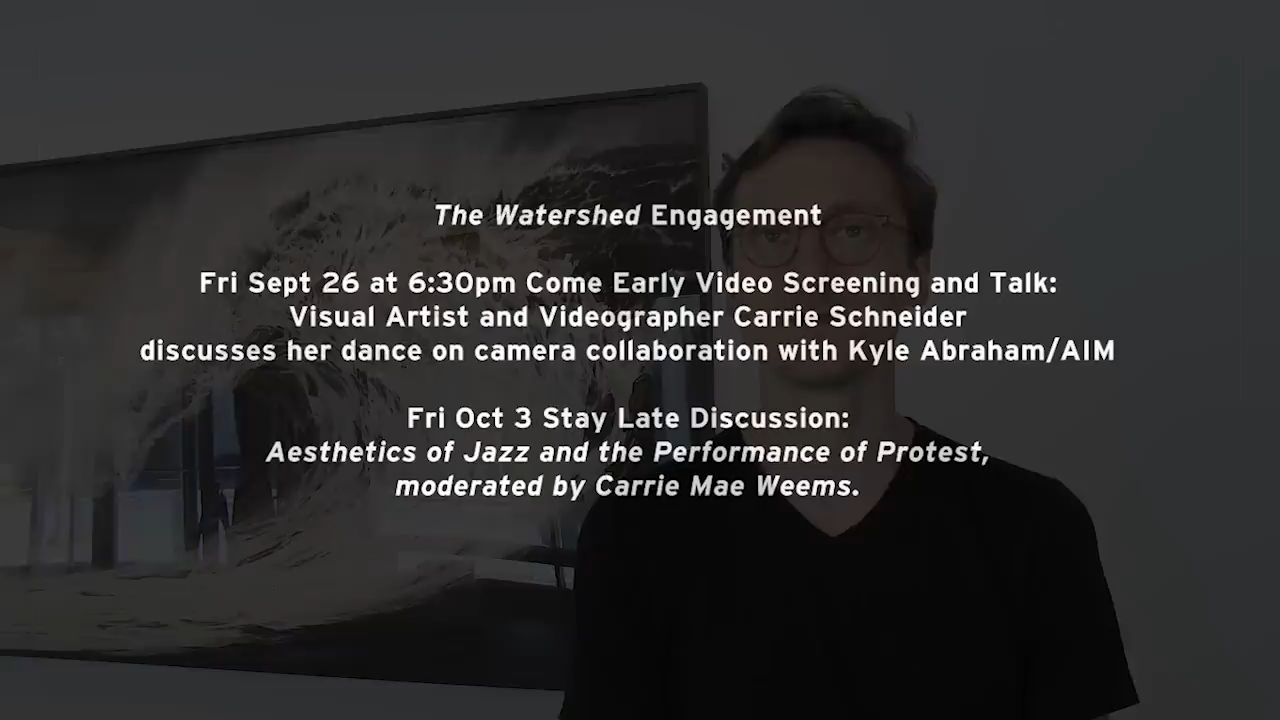 The Watershed Engagement
Fri Sept 26 at 6:30pm Come Early Video Screening and Talk:
Visual Artist and Videographer Carrie Schneider
discusses her dance on camera collaboration with Kyle Abraham/AIM
Fri Oct 3 Stay Late Discussion:
Aesthetics of Jazz and the Performance of Protest,
moderated by Carrie Mae Weems.